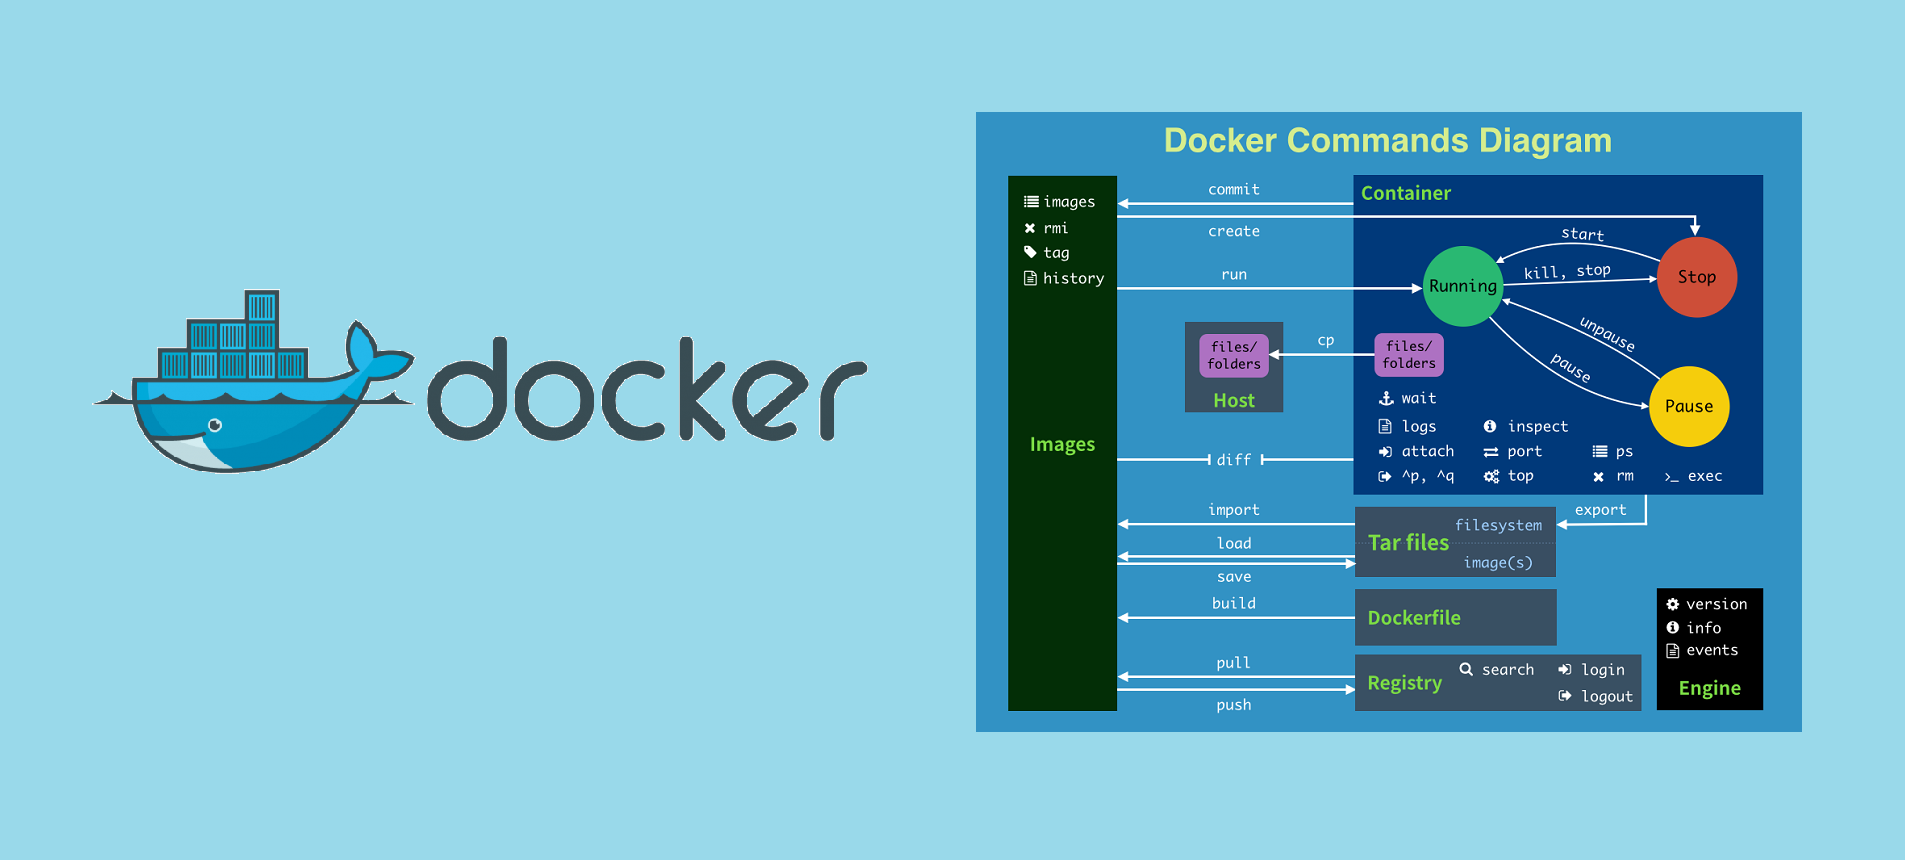 docker
Docker Commands Diagram
images
rmi
tag
history
Images
commit
create
run
cp
diff
import
load
save
build
pull
push
files/
folders
Host
Container
start
kill, stop
Running
Stop
unpause
pause
Pause
files/
folders
wait
logs
inspect
attach
port
ps
^p, ^q
top
rm
>_ exec
export
Tar files
filesystem
image(s)
Dockerfile
Registry
search
login
logout
version
info
events
Engine